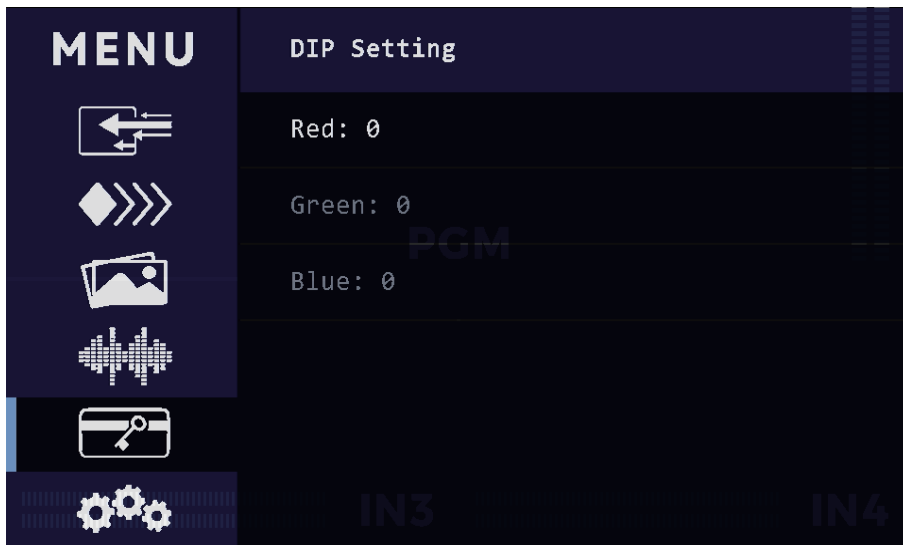 MENU
DIP Setting
Red: 0
Green: 0
PGM
Blue: 0
IN3
IN4